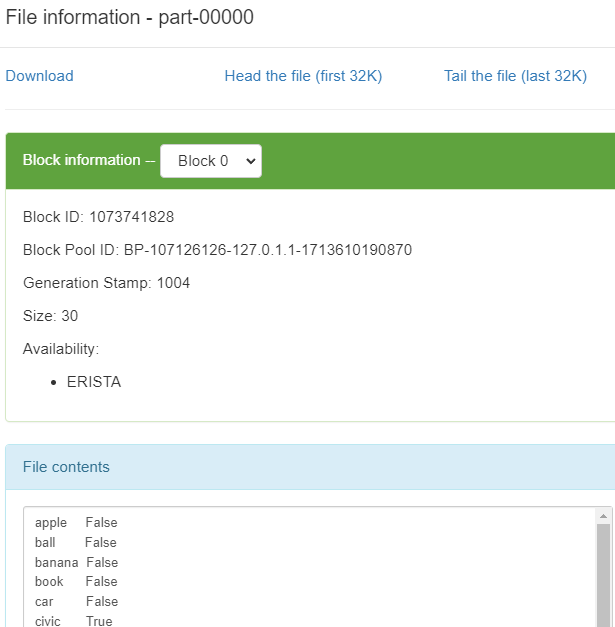 File information - part-00000
Download Head the file (first 32K) Tail the file (last 32K)
Block information -- Block 0
Block ID: 1073741828
Block Pool ID: BP-107126126-127.0.1.1-1713610190870
Generation Stamp: 1004
Size: 30
Availability:
ERISTA
File contents
apple False
ball False
banana False
book False
car False
civic True